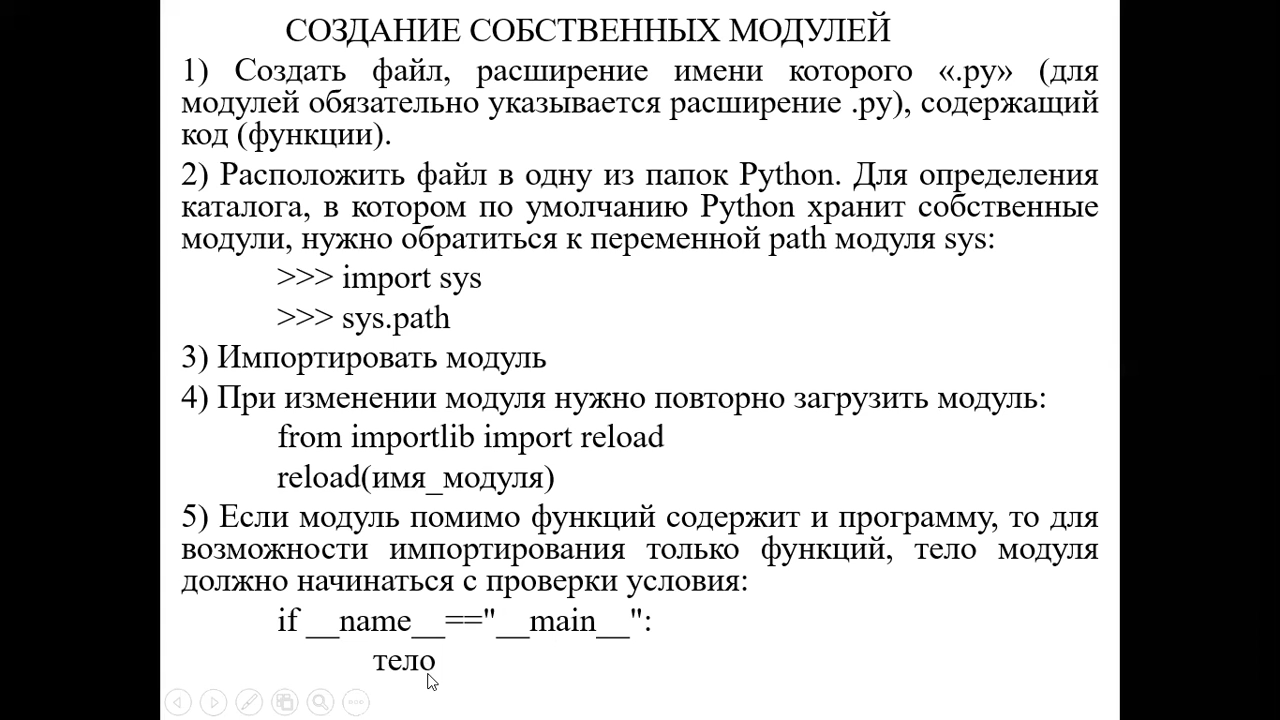 СОЗДАНИЕ СОБСТВЕННЫХ МОДУЛЕЙ
1) Создать файл, расширение имени которого «.py» (для
модулей обязательно указывается расширение .py), содержащий
код (функции).
2) Расположить файл в одну из папок Python. Для определения
каталога, в котором по умолчанию Python хранит собственные
модули, нужно обратиться к переменной path модуля sys:
>>> import sys
>>> sys.path
3) Импортировать модуль
4) При изменении модуля нужно повторно загрузить модуль:
from importlib import reload
reload(имя_модуля)
5) Если модуль помимо функций содержит и программу, то для
возможности импортирования только функций, тело модуля
должно начинаться с проверки условия:
if __name__=="__main__":
тело